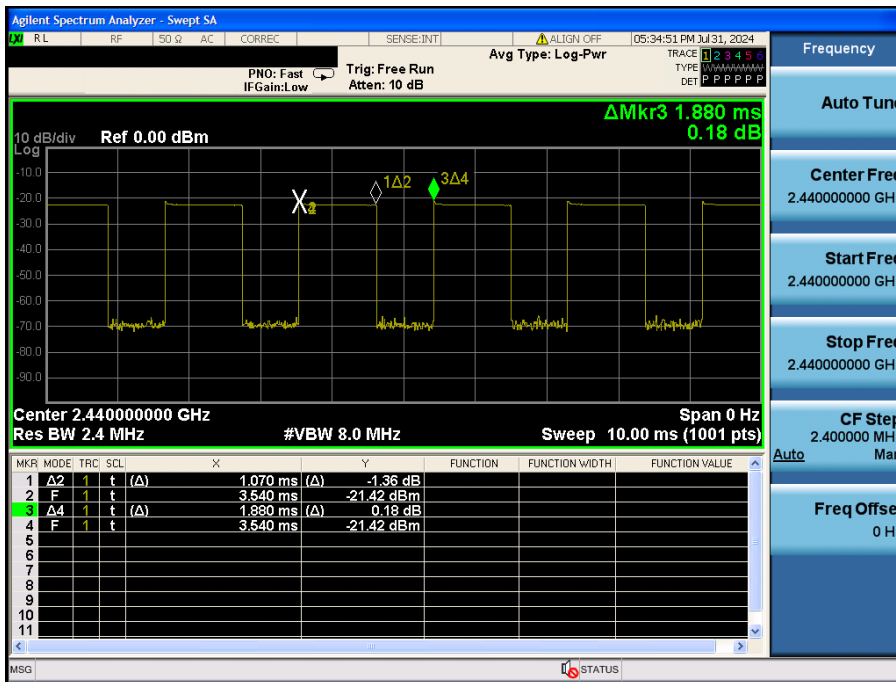 Agilent Spectrum Analyzer - Swept SA
LXI RL RF 50 Ω AC CORREC SENSE:INT ALIGN OFF 05:34:51 PM Jul 31, 2024
Frequency
Avg Type: Log-Pwr
TRACE 1 2 3 4 5 6
PNO: Fast
IFGain:Low
Trig: Free Run
Atten: 10 dB
TYPE WWWWWW
DET P P P P P P
Auto Tune
ΔMkr3 1.880 ms
0.18 dB
10 dB/div
Log
Ref 0.00 dBm
-10.0
-20.0
-30.0
-40.0
-50.0
-60.0
-70.0
-80.0
-90.0
X
1Δ2
3Δ4
Center Fre
2.440000000 GH
Start Fre
2.440000000 GH
Stop Fre
2.440000000 GH
Center 2.440000000 GHz
Span 0 Hz
Res BW 2.4 MHz
#VBW 8.0 MHz
Sweep 10.00 ms (1001 pts)
CF Step
2.400000 MH
Auto Man
MKR MODE TRC SCL X Y FUNCTION FUNCTION WIDTH FUNCTION VALUE
1 Δ2 1 t (Δ) 1.070 ms (Δ) -1.36 dB
2 F 1 t 3.540 ms -21.42 dBm
3 Δ4 1 t (Δ) 1.880 ms (Δ) 0.18 dB
4 F 1 t 3.540 ms -21.42 dBm
5
6
7
8
9
10
11
Freq Offse
0 H
MSG
STATUS